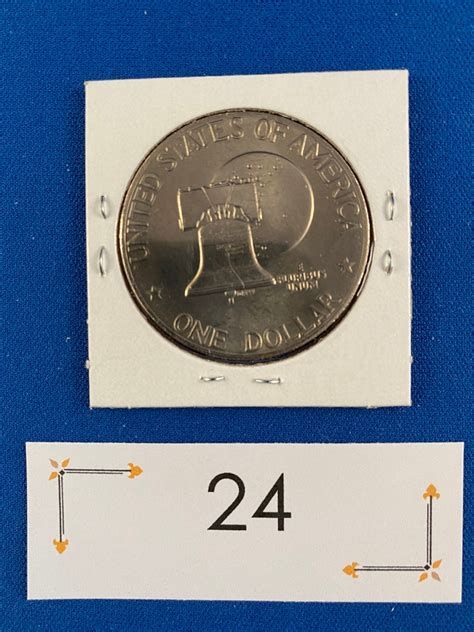 UNITED STATES OF AMERICA
E
PLURIBUS
UNUM
ONE DOLLAR
24